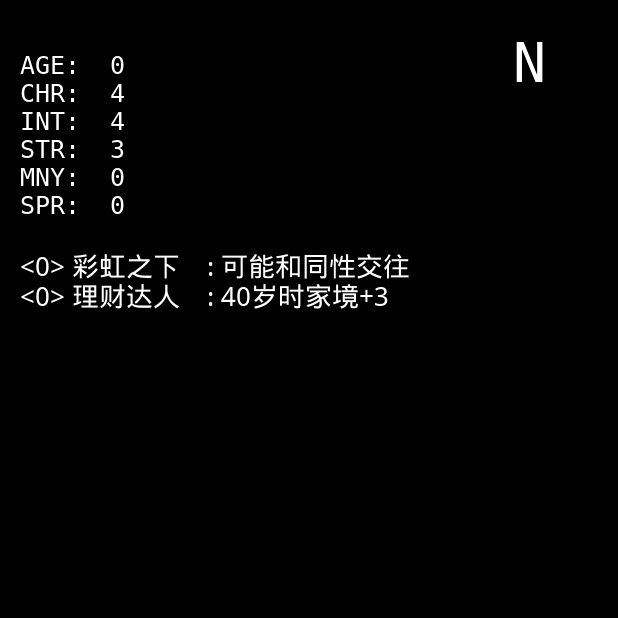 N
AGE: 0
CHR: 4
INT: 4
STR: 3
MNY: 0
SPR: 0
<0> 彩虹之下 : 可能和同性交往
<0> 理财达人 : 40岁时家境+3